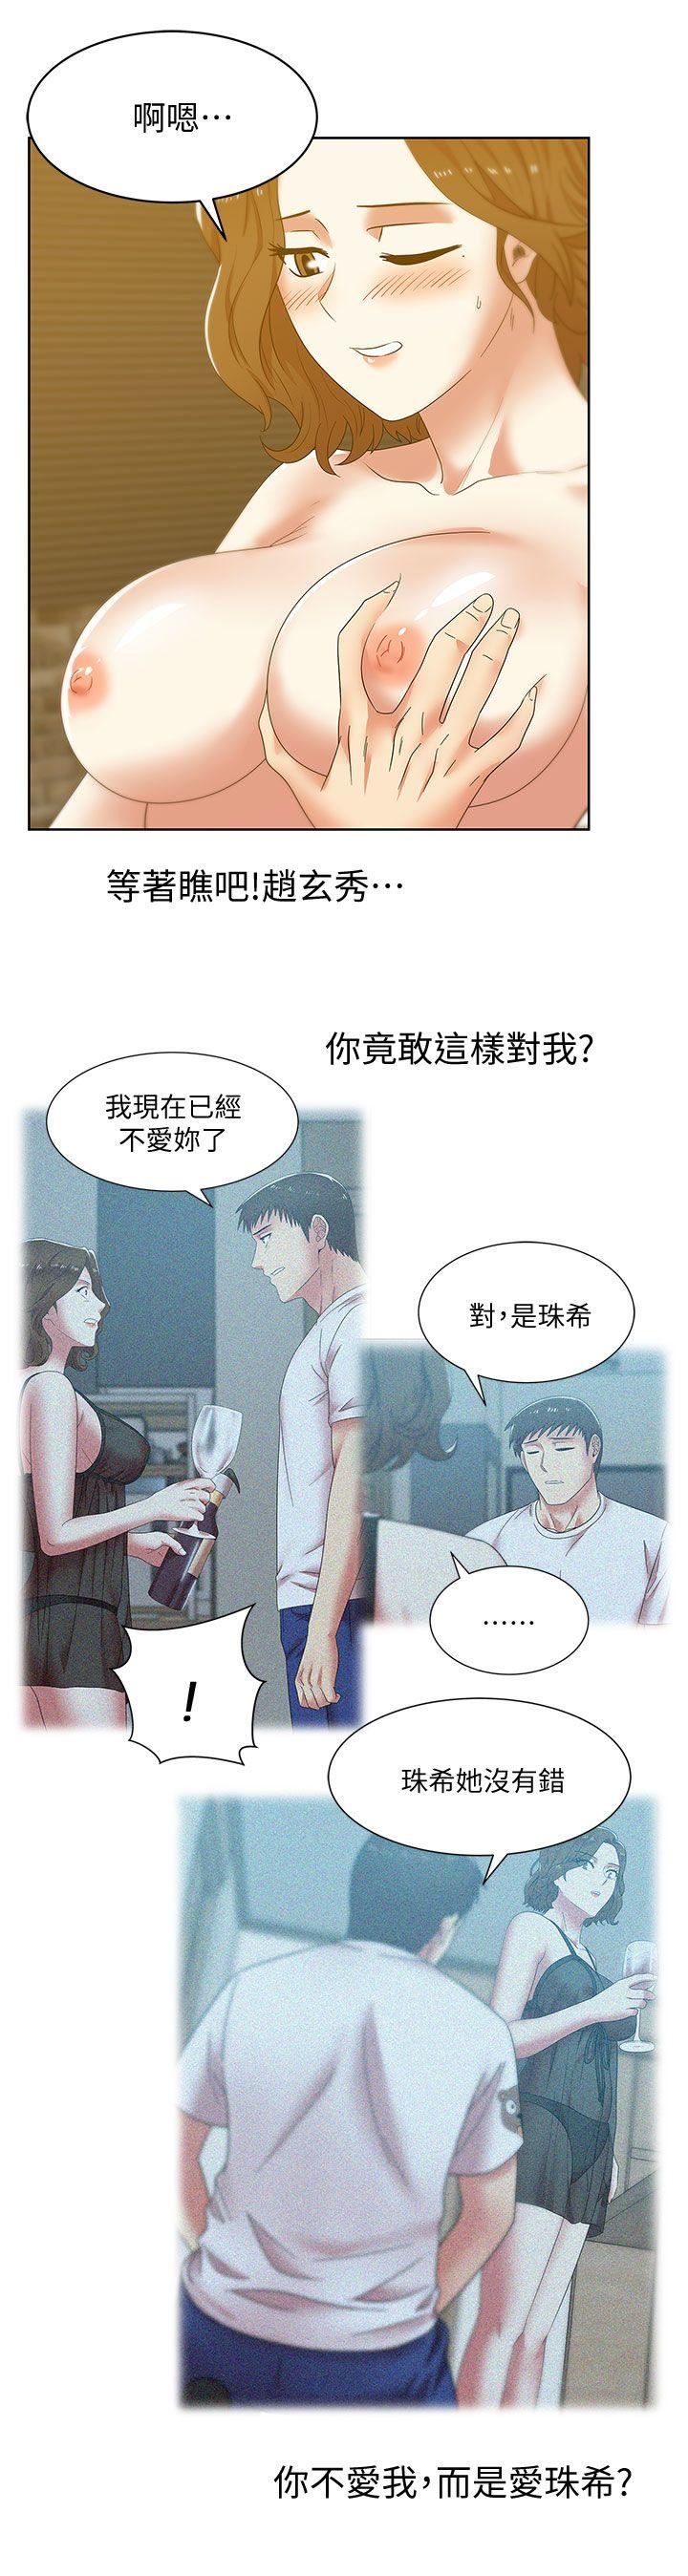 啊嗯⋯
等著瞧吧!趙玄秀⋯
你竟敢這樣對我?
我現在已經
不愛妳了
對,是珠希
⋯⋯
!
珠希她沒有錯
你不愛我,而是愛珠希?